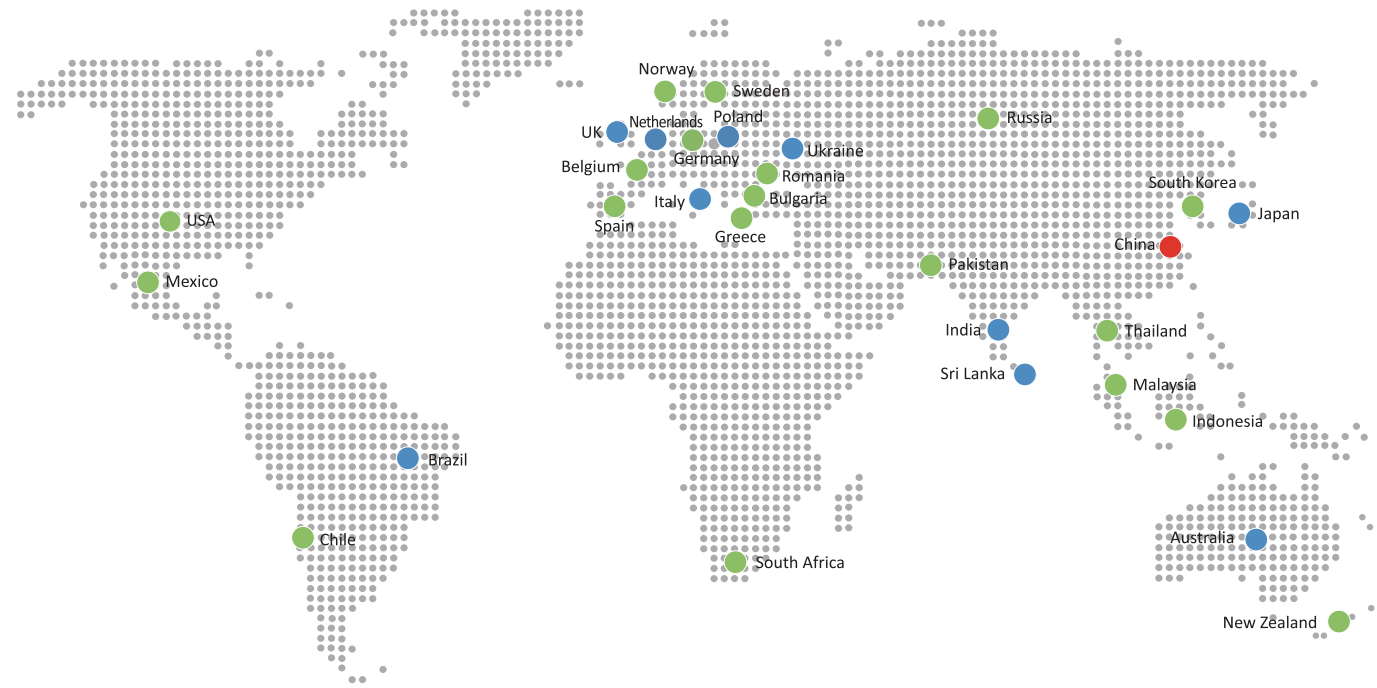 Norway
Sweden
Poland
Netherlands
UK
Russia
Germany
Ukraine
Belgium
Romania
South Korea
Bulgaria
Italy
Japan
USA
Spain
Greece
China
Pakistan
Mexico
India
Thailand
Sri Lanka
Malaysia
Indonesia
Brazil
Australia
Chile
South Africa
New Zealand